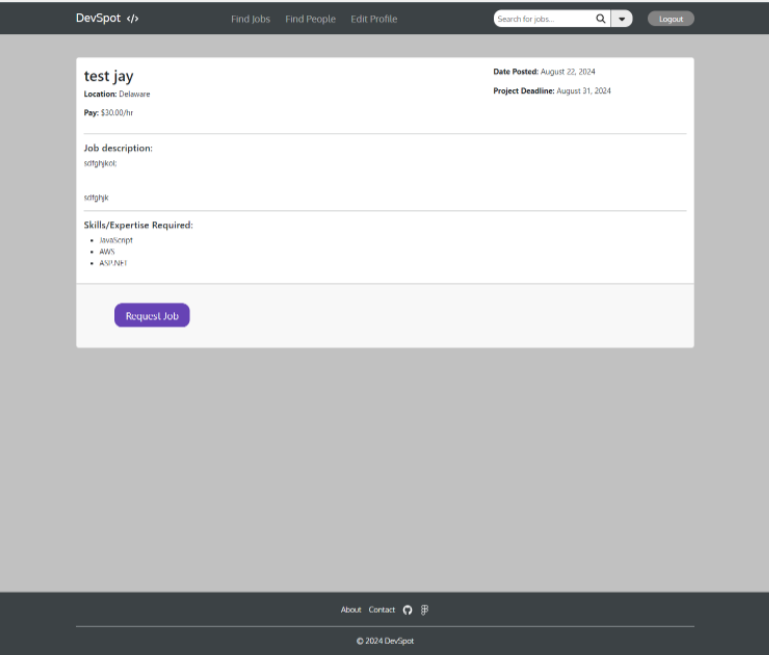 DevSpot </>
Find Jobs Find People Edit Profile
Search for jobs...
Logout
test jay
Location: Delaware
Pay: $30.00/hr
Date Posted: August 22, 2024
Project Deadline: August 31, 2024
Job description:
sdfghjkol;
sdfghjk
Skills/Expertise Required:
• JavaScript
• AWS
• ASP.NET
Request Job
About Contact
© 2024 DevSpot